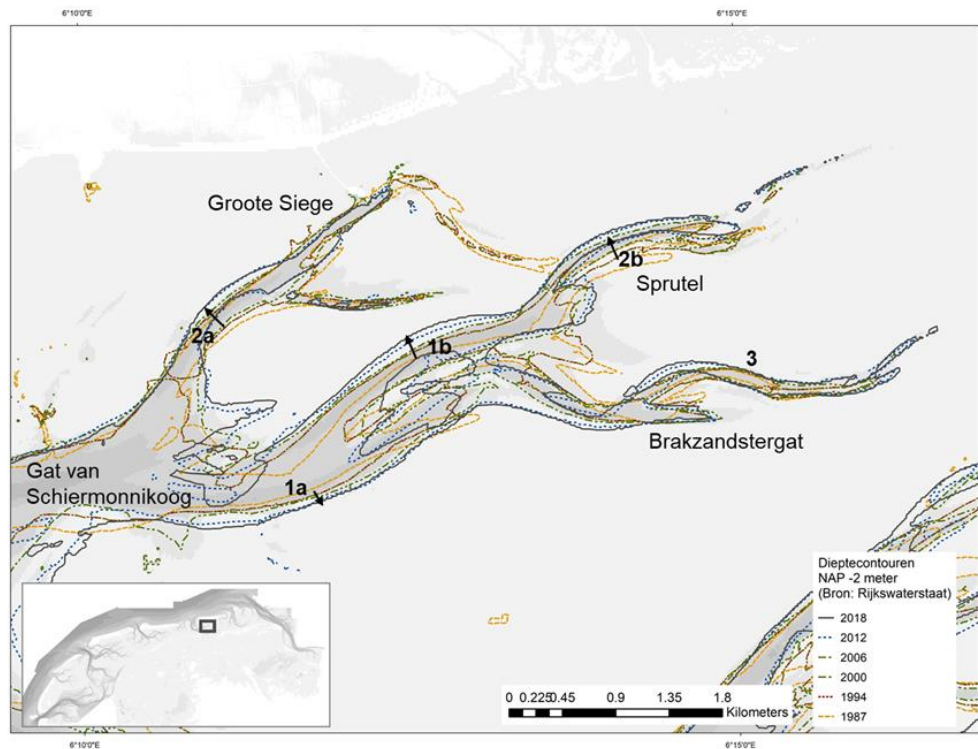 6°10'0"E
6°15'0"E
Groote Siege
2b
Sprutel
2a
1b
3
Brakzandstergat
Gat van
Schiermonnikoog
1a
Dieptecontouren
NAP -2 meter
(Bron: Rijkswaterstaat)
2018
2012
2006
2000
1994
1987
0 0.225 0.45 0.9 1.35 1.8
Kilometers
6°10'0"E
6°15'0"E